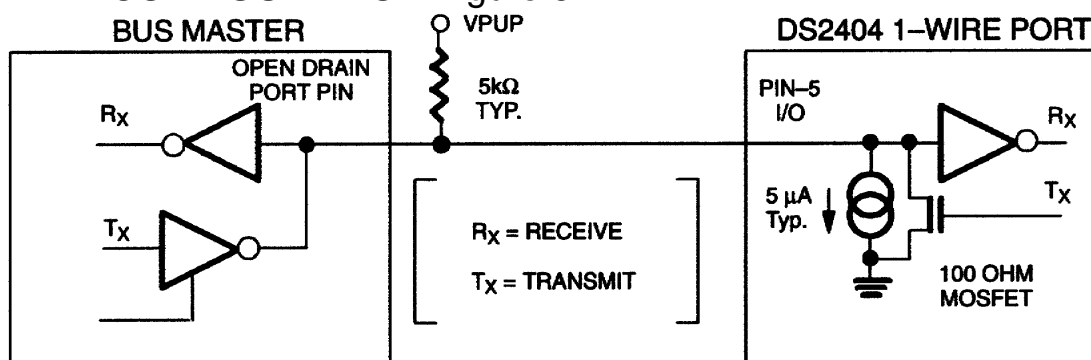 BUS MASTER
VPUP
DS2404 1–WIRE PORT
OPEN DRAIN
PORT PIN
RX
5kΩ
TYP.
PIN–5
I/O
RX
TX
RX = RECEIVE
TX = TRANSMIT
5 µA
Typ.
TX
100 OHM
MOSFET